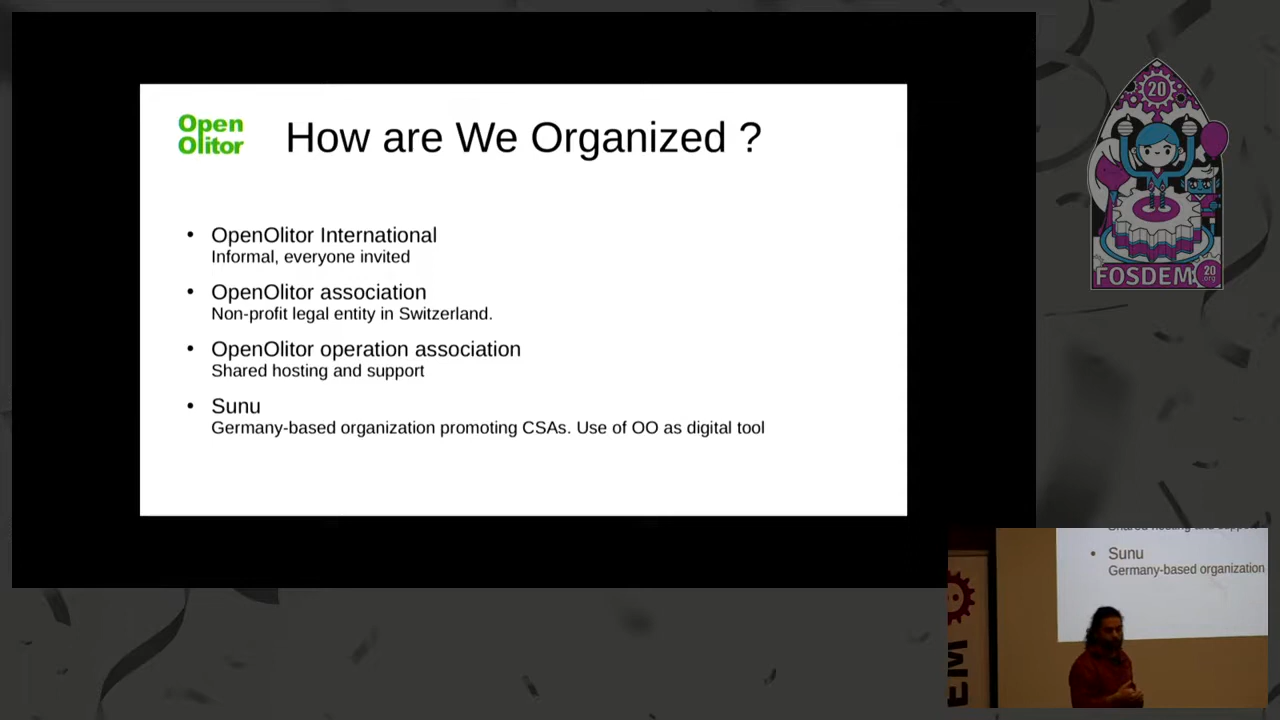 Open
Olitor
How are We Organized ?
• OpenOlitor International
Informal, everyone invited
• OpenOlitor association
Non-profit legal entity in Switzerland.
• OpenOlitor operation association
Shared hosting and support
• Sunu
Germany-based organization promoting CSAs. Use of OO as digital tool
20
FOSDEM
20
.org
• Sunu
Germany-based organization
EM